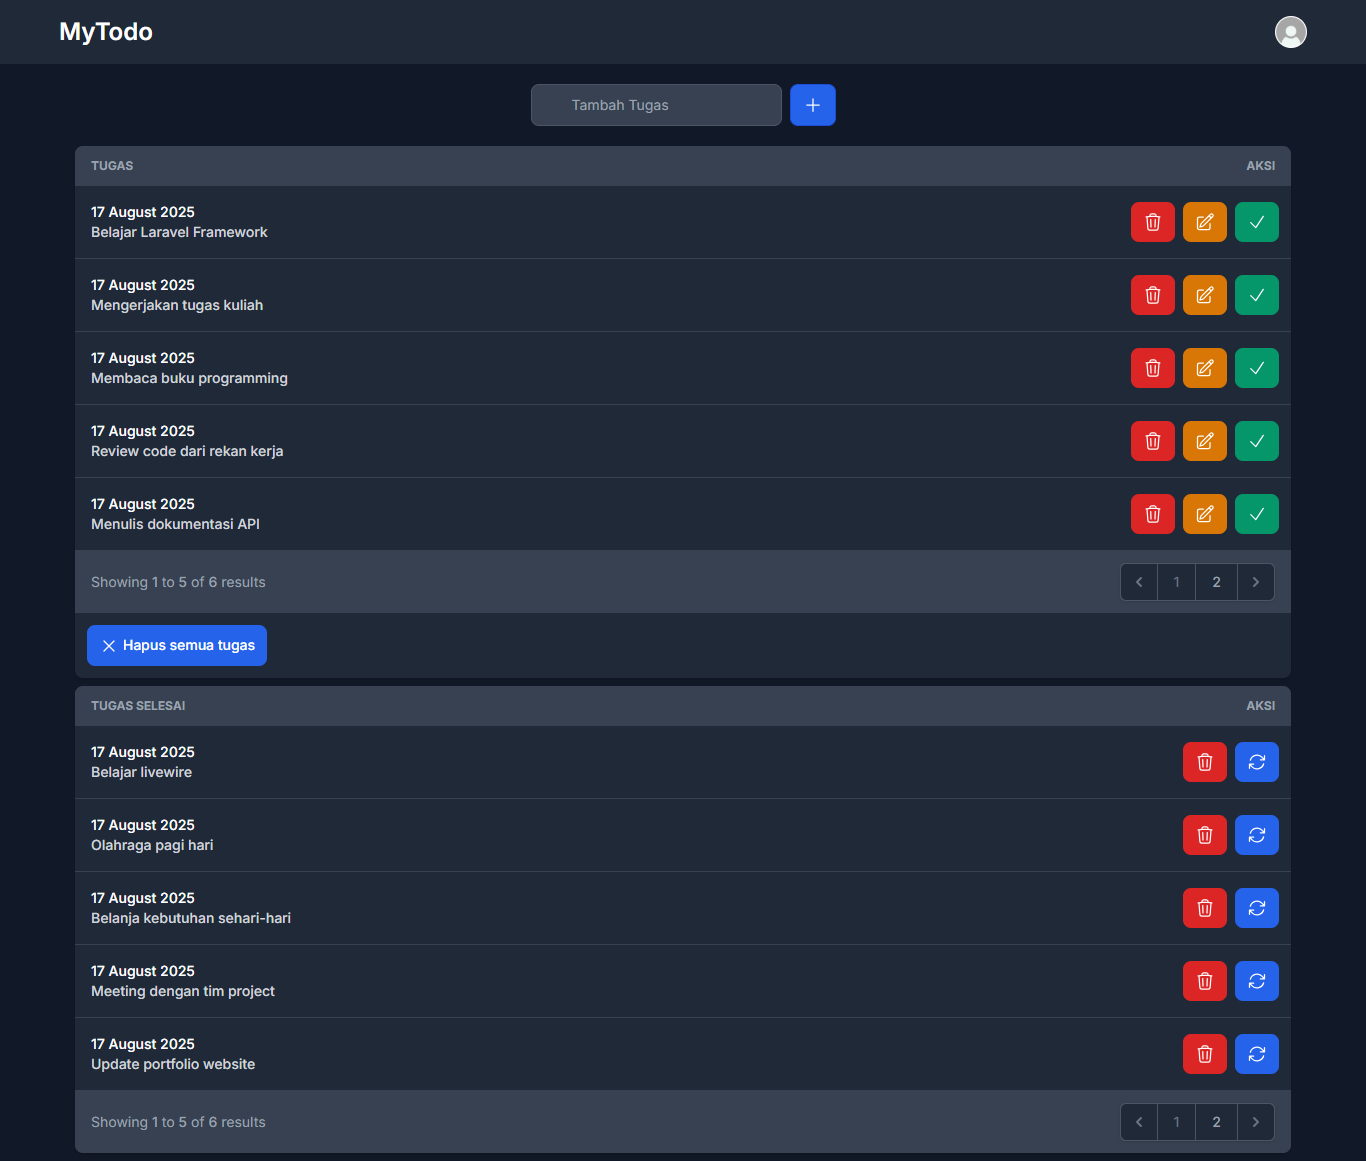 MyTodo
Tambah Tugas
TUGAS AKSI
17 August 2025
Belajar Laravel Framework
17 August 2025
Mengerjakan tugas kuliah
17 August 2025
Membaca buku programming
17 August 2025
Review code dari rekan kerja
17 August 2025
Menulis dokumentasi API
Showing 1 to 5 of 6 results 1 2
Hapus semua tugas
TUGAS SELESAI AKSI
17 August 2025
Belajar livewire
17 August 2025
Olahraga pagi hari
17 August 2025
Belanja kebutuhan sehari-hari
17 August 2025
Meeting dengan tim project
17 August 2025
Update portfolio website
Showing 1 to 5 of 6 results 1 2